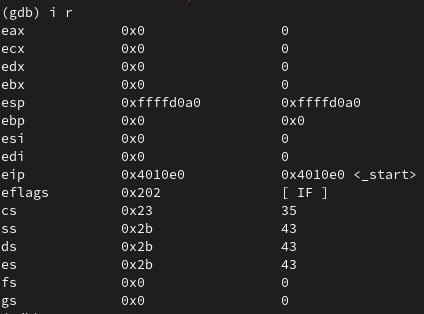 (gdb) i r
eax 0x0 0
ecx 0x0 0
edx 0x0 0
ebx 0x0 0
esp 0xffffd0a0 0xffffd0a0
ebp 0x0 0x0
esi 0x0 0
edi 0x0 0
eip 0x4010e0 0x4010e0 <_start>
eflags 0x202 [ IF ]
cs 0x23 35
ss 0x2b 43
ds 0x2b 43
es 0x2b 43
fs 0x0 0
gs 0x0 0